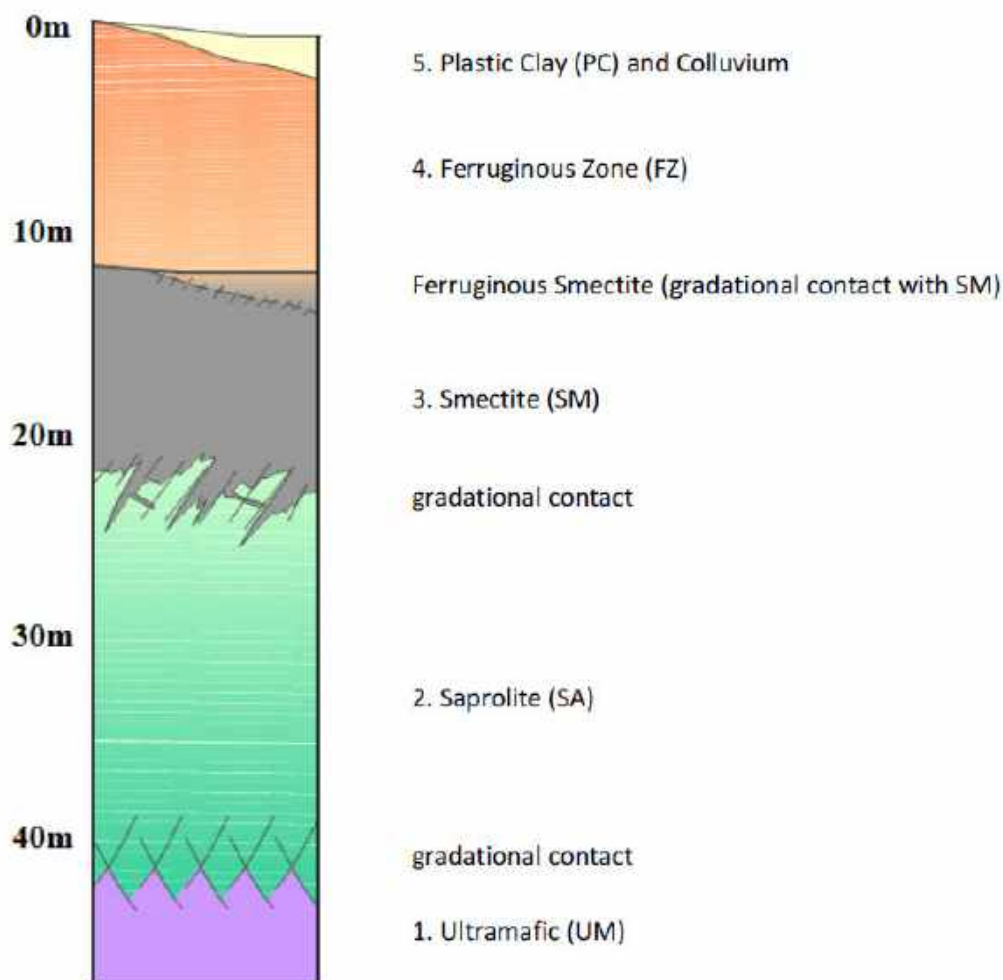 0m
5. Plastic Clay (PC) and Colluvium
4. Ferruginous Zone (FZ)
10m
Ferruginous Smectite (gradational contact with SM)
3. Smectite (SM)
20m
gradational contact
30m
2. Saprolite (SA)
40m
gradational contact
1. Ultramafic (UM)